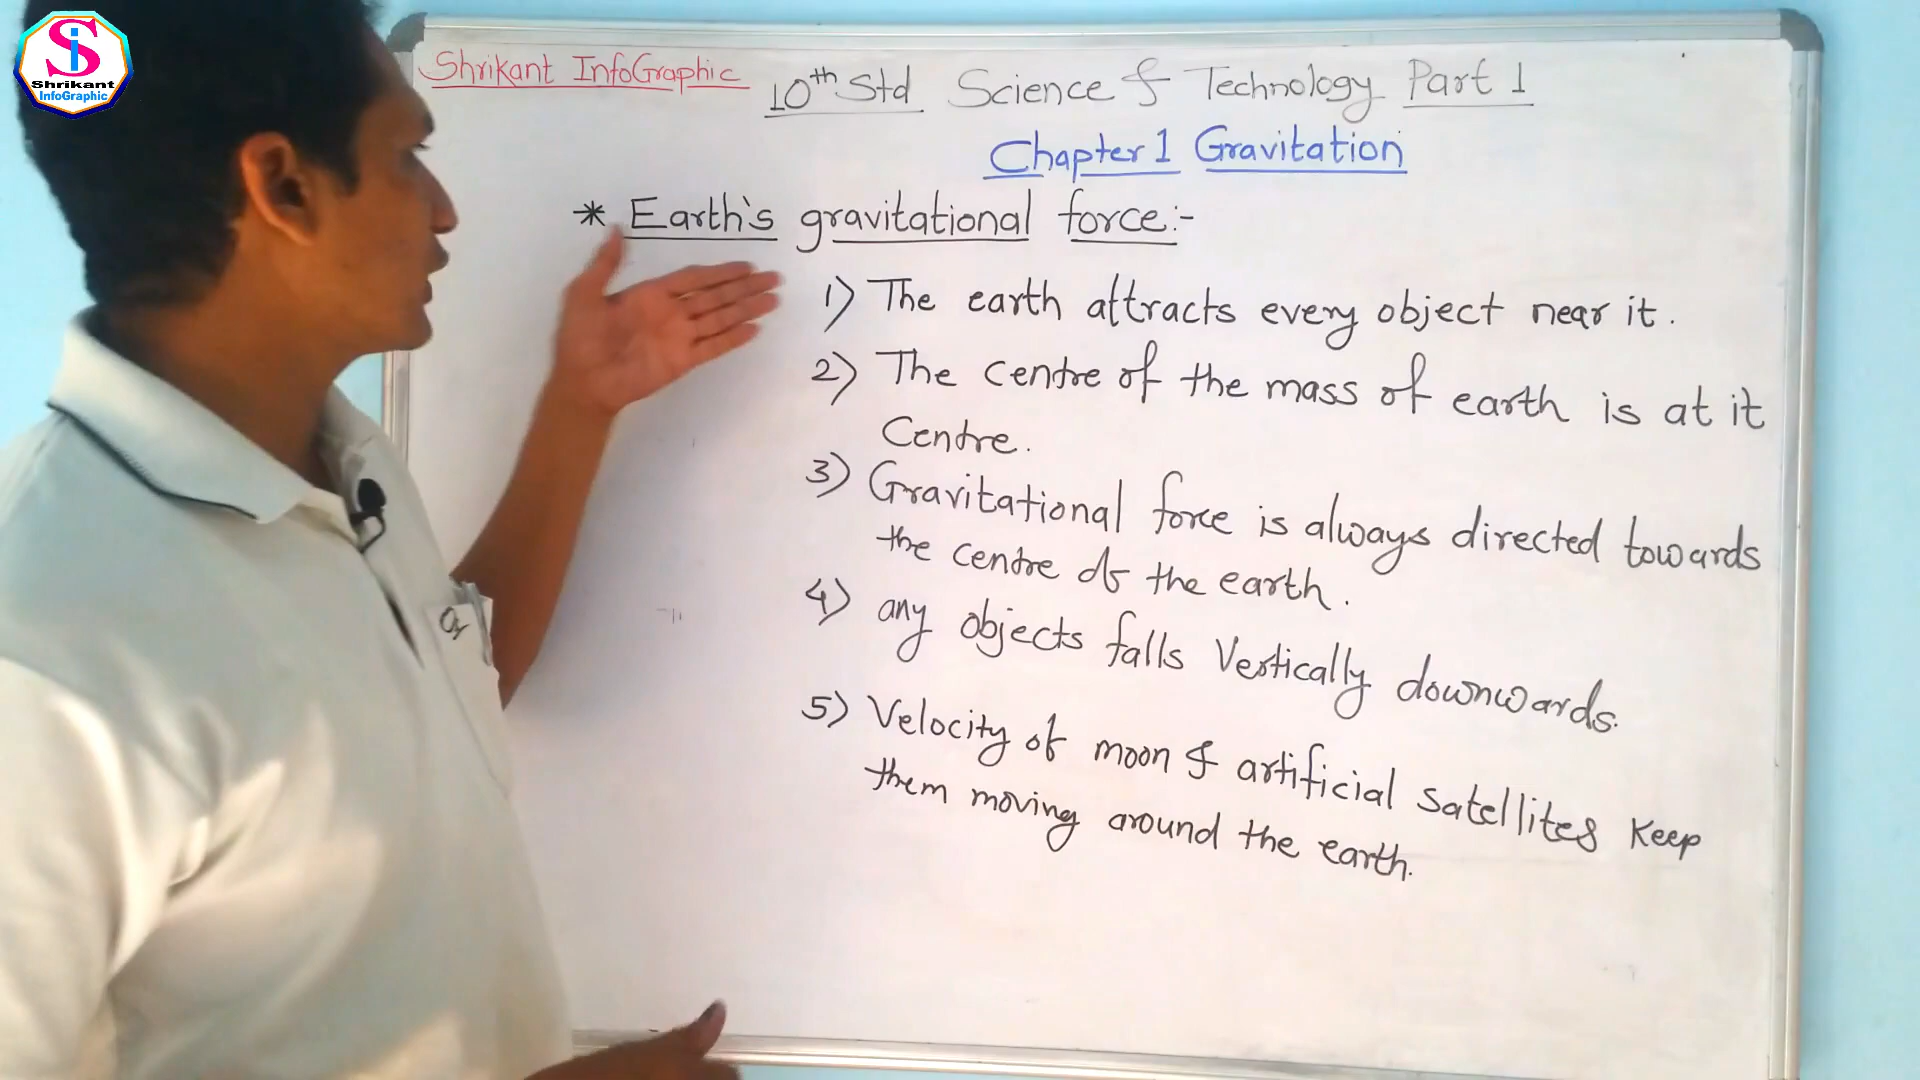 Si
Shrikant
InfoGraphic
Shrikant InfoGraphic
10th Std Science & Technology Part 1
Chapter 1 Gravitation
* Earth's gravitational force:-
1) The earth attracts every object near it.
2) The centre of the mass of earth is at it
Centre.
3) Gravitational force is always directed towards
the centre of the earth.
4) any objects falls Vertically downwards.
5) Velocity of moon & artificial satellites keep
them moving around the earth.